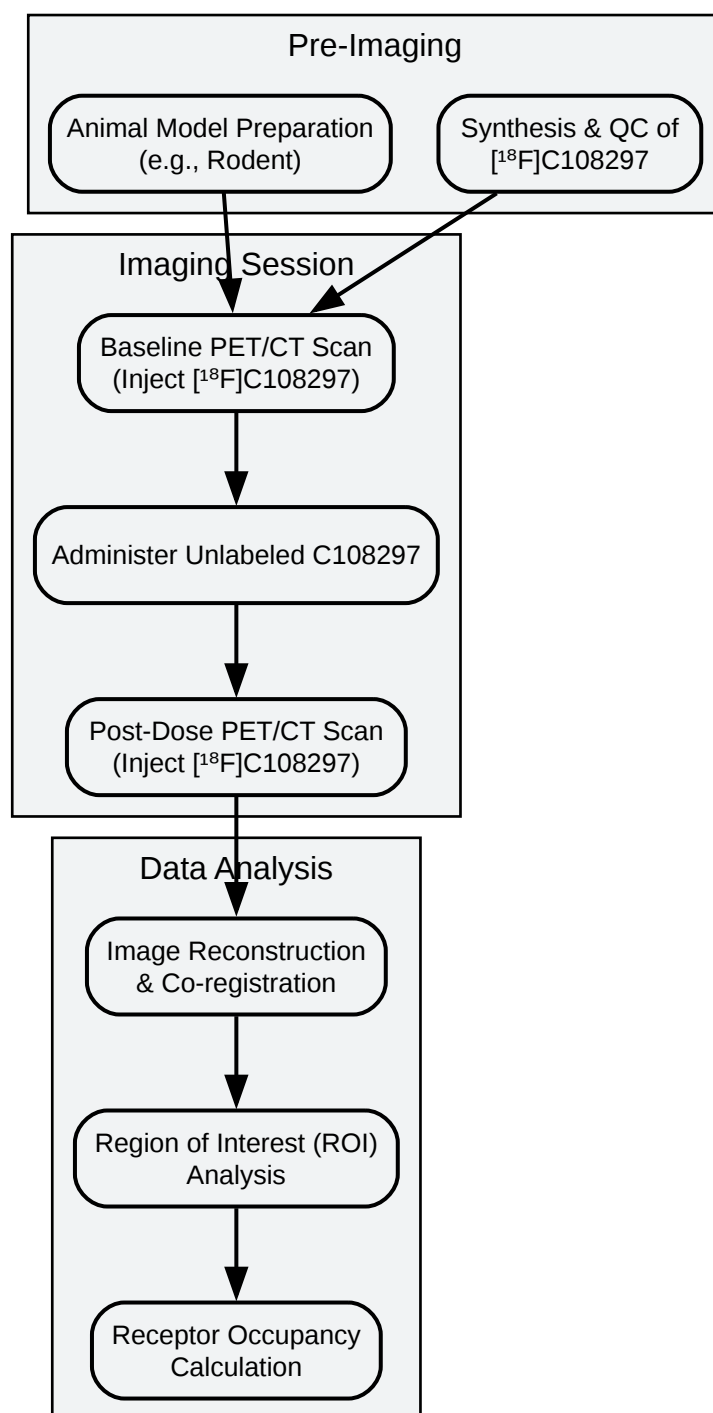 Pre-Imaging
Animal Model Preparation
(e.g., Rodent)
Synthesis & QC of
[¹⁸F]C108297
Imaging Session
Baseline PET/CT Scan
(Inject [¹⁸F]C108297)
Administer Unlabeled C108297
Post-Dose PET/CT Scan
(Inject [¹⁸F]C108297)
Data Analysis
Image Reconstruction
& Co-registration
Region of Interest (ROI)
Analysis
Receptor Occupancy
Calculation